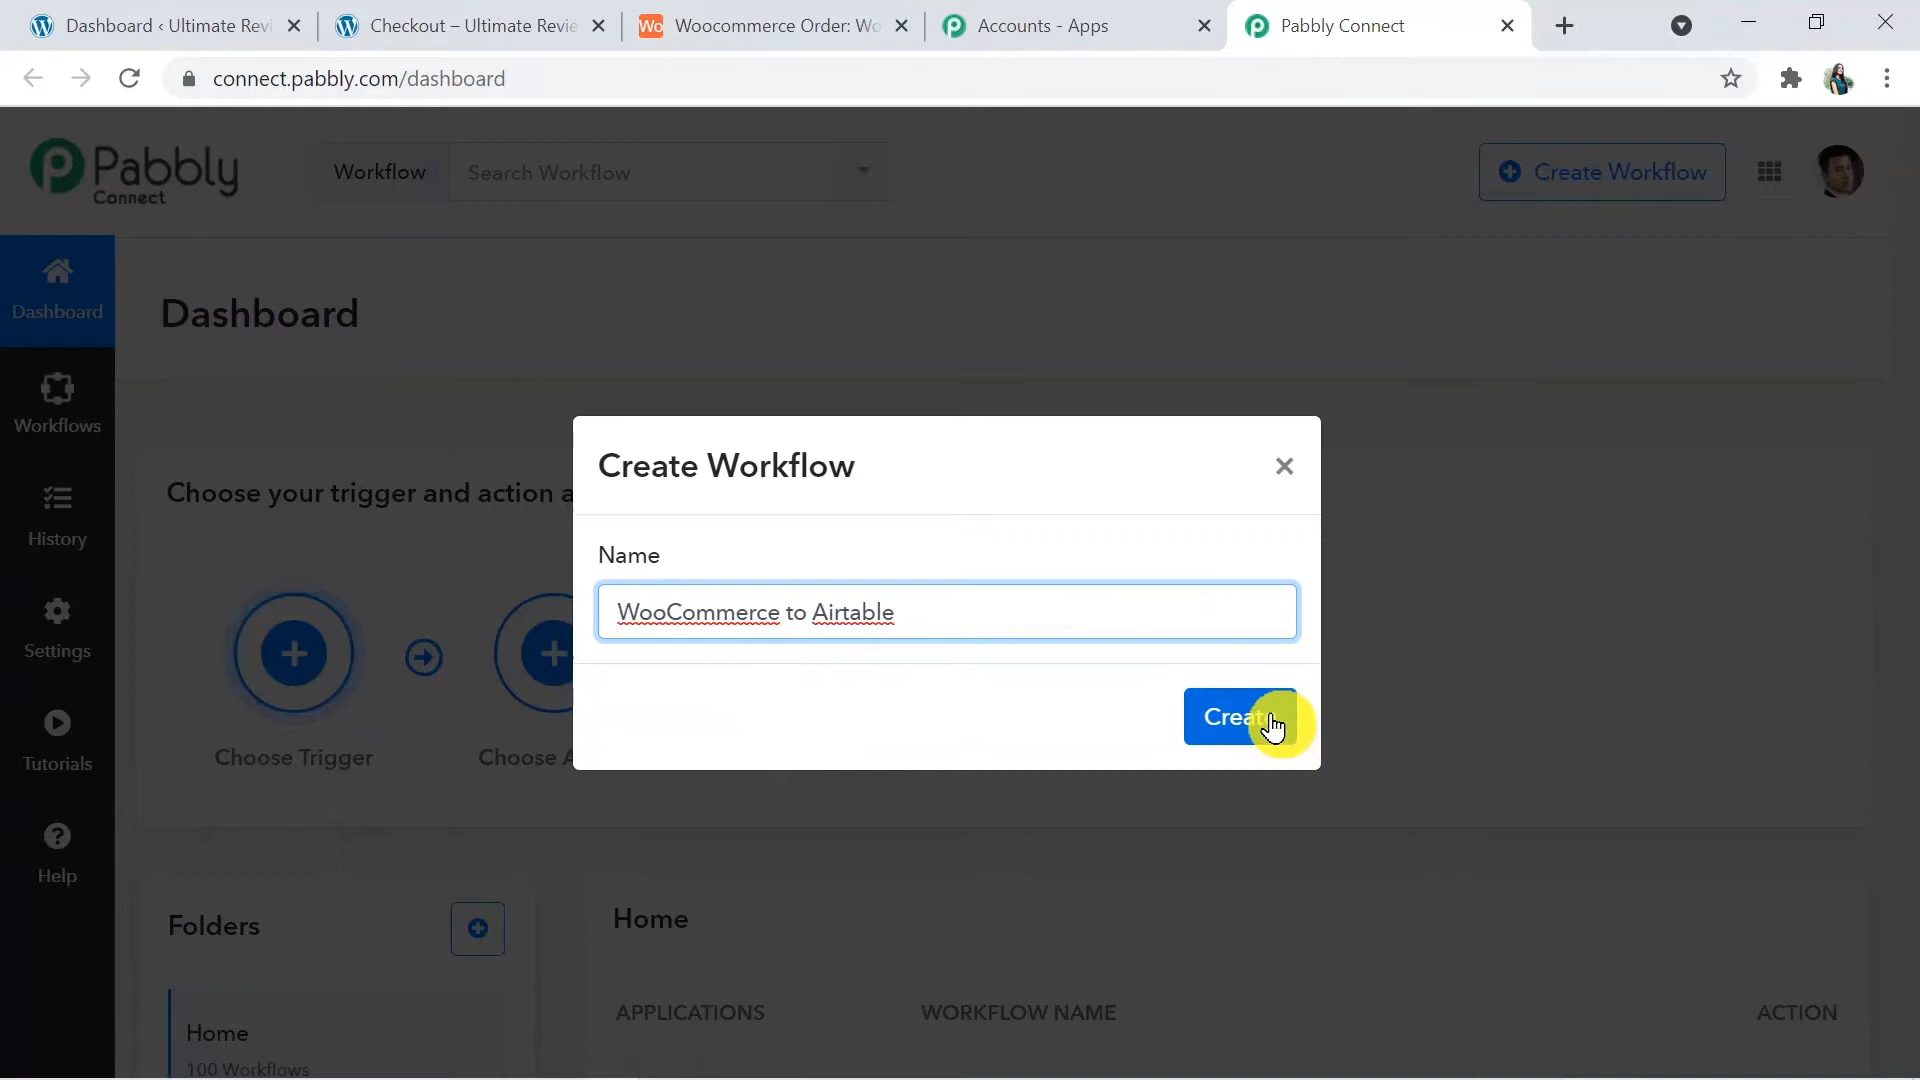 Dashboard ‹ Ultimate Revi
Checkout – Ultimate Revie
Wo Woocommerce Order: Wo
Accounts - Apps
Pabbly Connect
connect.pabbly.com/dashboard
Pabbly
Connect
Workflow
Search Workflow
Create Workflow
Dashboard
Dashboard
Workflows
Choose your trigger and action a
History
Settings
Tutorials
Help
Create Workflow
Name
WooCommerce to Airtable
Create
Choose Trigger
Choose A
Folders
Home
Home
100 Workflows
APPLICATIONS
WORKFLOW NAME
ACTION